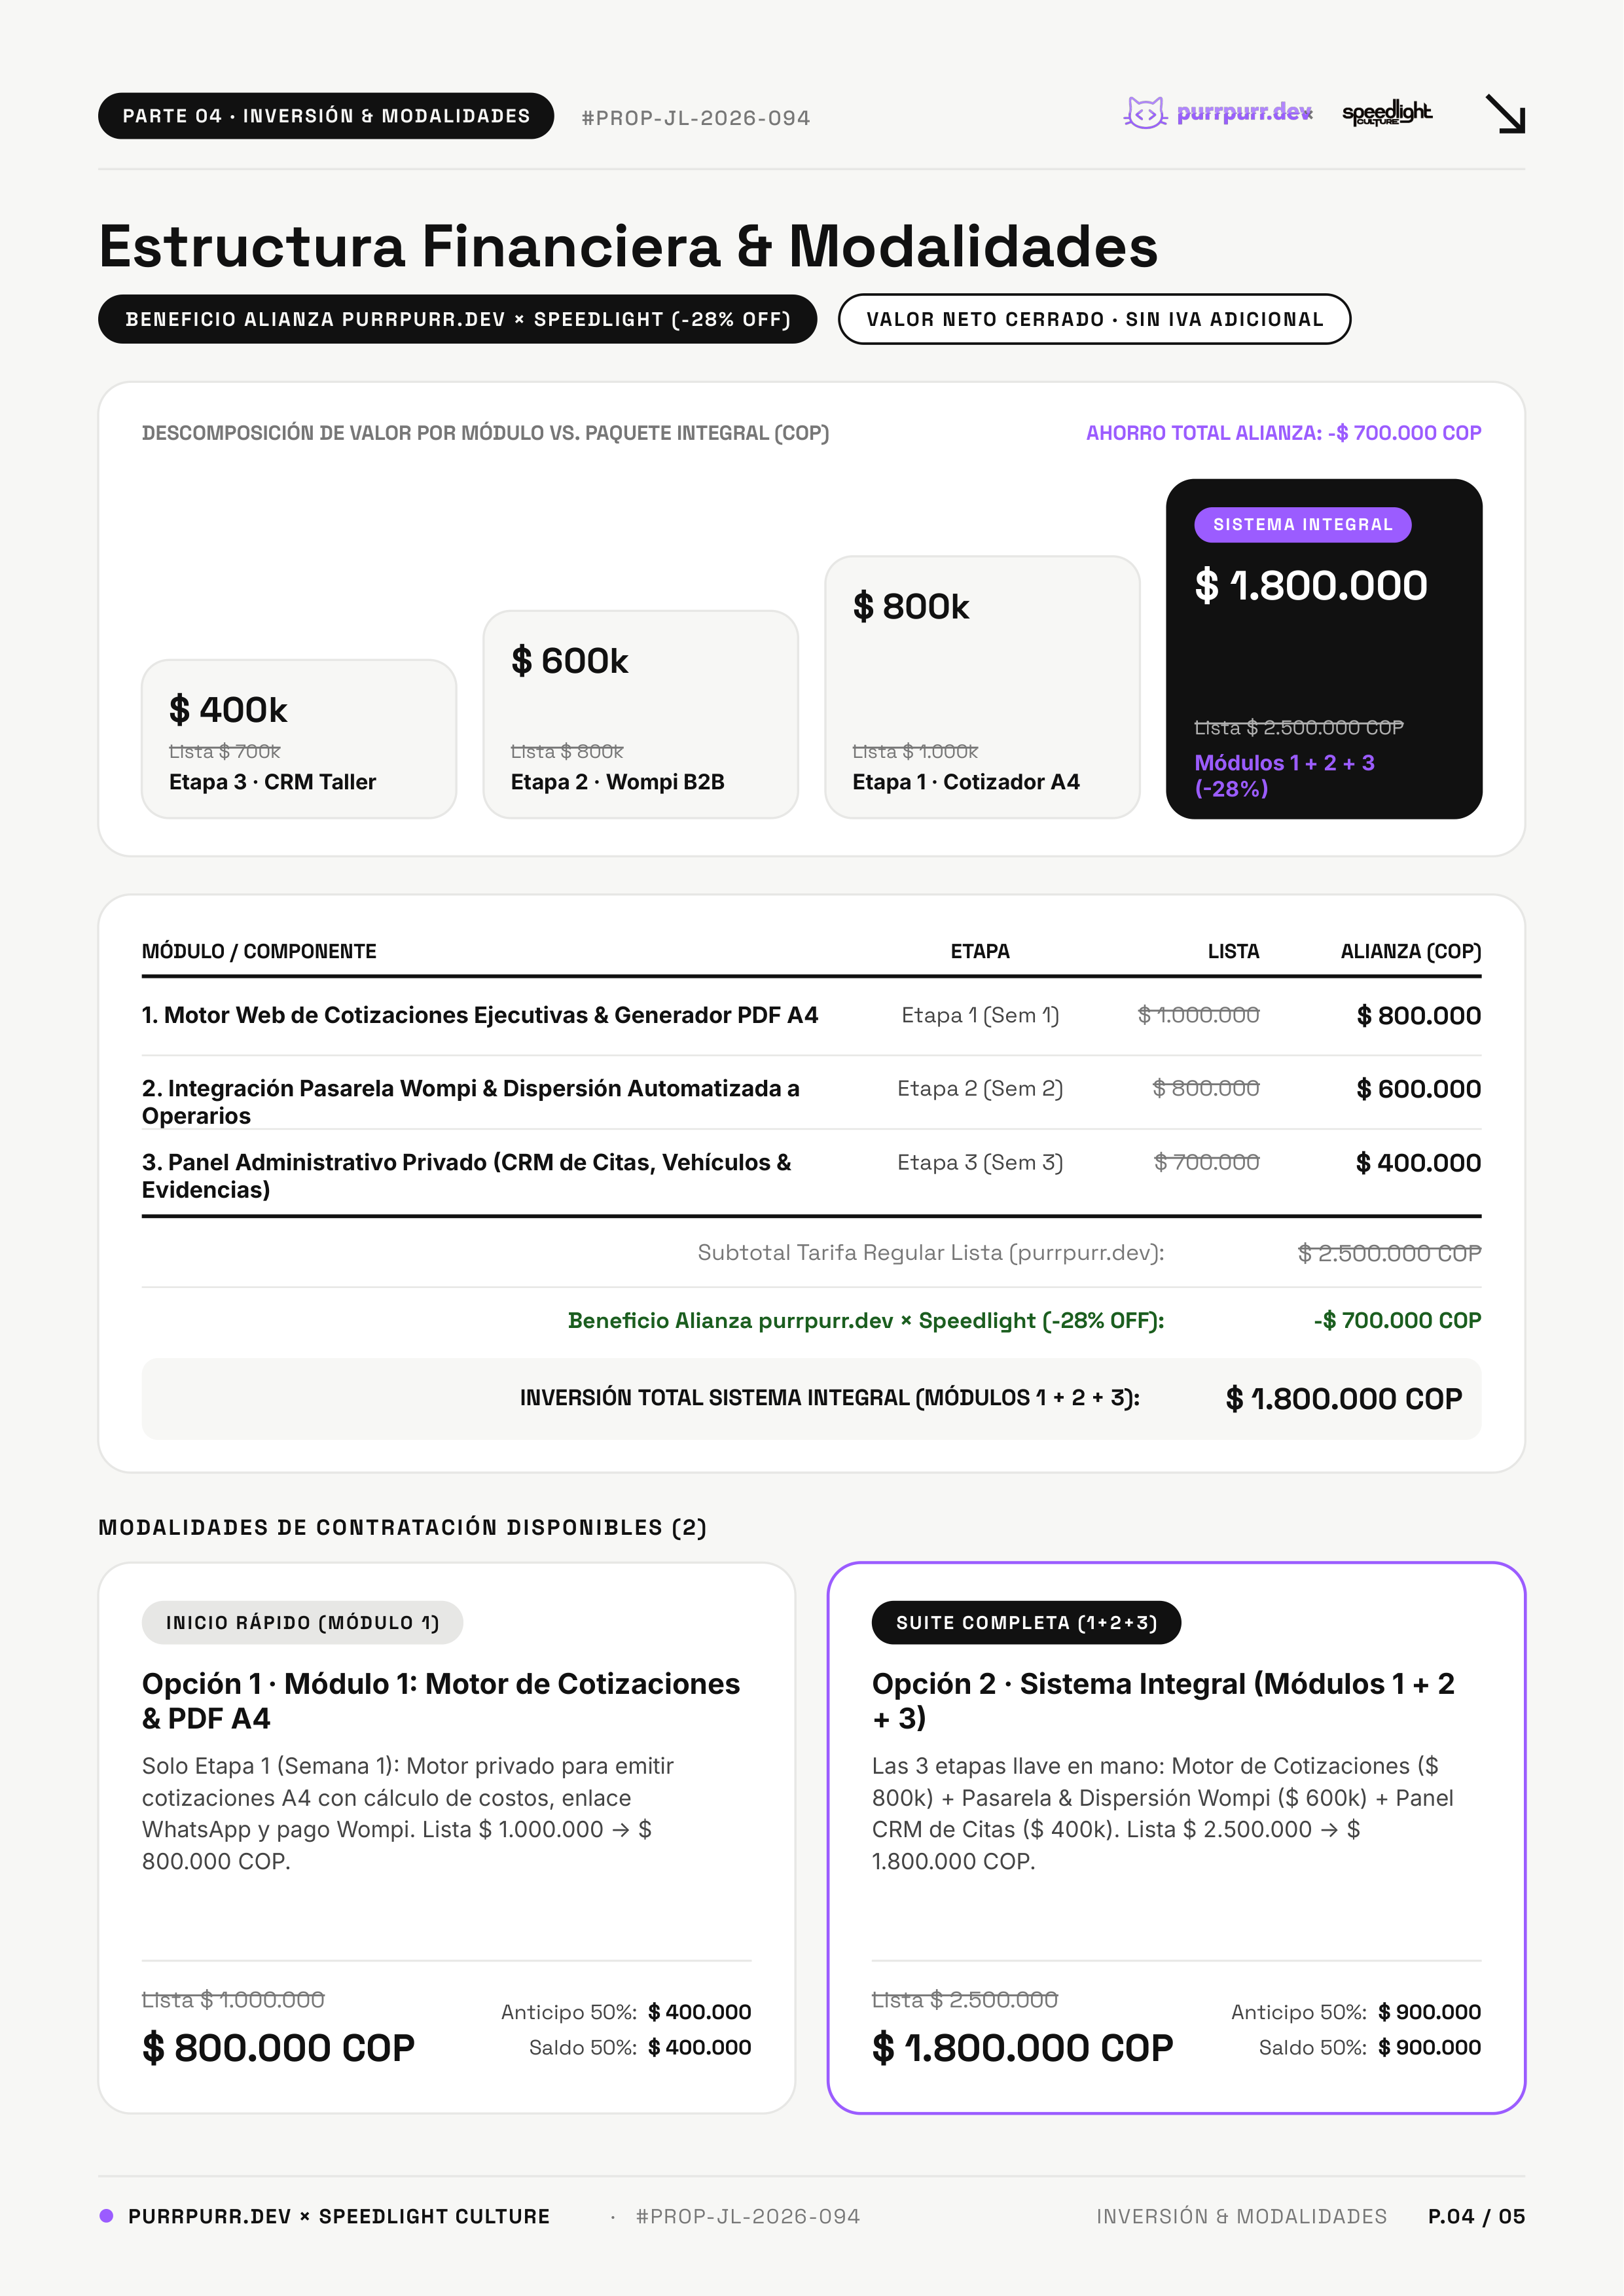 PARTE 04 · INVERSIÓN & MODALIDADES
#PROP-JL-2026-094
purrpurr.dev
×
speedlight
CULTURE
Estructura Financiera & Modalidades
BENEFICIO ALIANZA PURRPURR.DEV × SPEEDLIGHT (-28% OFF)
VALOR NETO CERRADO · SIN IVA ADICIONAL
DESCOMPOSICIÓN DE VALOR POR MÓDULO VS. PAQUETE INTEGRAL (COP)
AHORRO TOTAL ALIANZA: -$ 700.000 COP
$ 400k
Lista $ 700k
Etapa 3 · CRM Taller
$ 600k
Lista $ 800k
Etapa 2 · Wompi B2B
$ 800k
Lista $ 1.000k
Etapa 1 · Cotizador A4
SISTEMA INTEGRAL
$ 1.800.000
Lista $ 2.500.000 COP
Módulos 1 + 2 + 3
(-28%)
MÓDULO / COMPONENTE ETAPA LISTA ALIANZA (COP)
1. Motor Web de Cotizaciones Ejecutivas & Generador PDF A4 Etapa 1 (Sem 1) $ 1.000.000 $ 800.000
2. Integración Pasarela Wompi & Dispersión Automatizada a Etapa 2 (Sem 2) $ 800.000 $ 600.000
Operarios
3. Panel Administrativo Privado (CRM de Citas, Vehículos & Etapa 3 (Sem 3) $ 700.000 $ 400.000
Evidencias)
Subtotal Tarifa Regular Lista (purrpurr.dev): $ 2.500.000 COP
Beneficio Alianza purrpurr.dev × Speedlight (-28% OFF): -$ 700.000 COP
INVERSIÓN TOTAL SISTEMA INTEGRAL (MÓDULOS 1 + 2 + 3): $ 1.800.000 COP
MODALIDADES DE CONTRATACIÓN DISPONIBLES (2)
INICIO RÁPIDO (MÓDULO 1)
Opción 1 · Módulo 1: Motor de Cotizaciones
& PDF A4
Solo Etapa 1 (Semana 1): Motor privado para emitir
cotizaciones A4 con cálculo de costos, enlace
WhatsApp y pago Wompi. Lista $ 1.000.000 → $
800.000 COP.
Lista $ 1.000.000
$ 800.000 COP
Anticipo 50%: $ 400.000
Saldo 50%: $ 400.000
SUITE COMPLETA (1+2+3)
Opción 2 · Sistema Integral (Módulos 1 + 2
+ 3)
Las 3 etapas llave en mano: Motor de Cotizaciones ($
800k) + Pasarela & Dispersión Wompi ($ 600k) + Panel
CRM de Citas ($ 400k). Lista $ 2.500.000 → $
1.800.000 COP.
Lista $ 2.500.000
$ 1.800.000 COP
Anticipo 50%: $ 900.000
Saldo 50%: $ 900.000
PURRPURR.DEV × SPEEDLIGHT CULTURE · #PROP-JL-2026-094
INVERSIÓN & MODALIDADES P.04 / 05